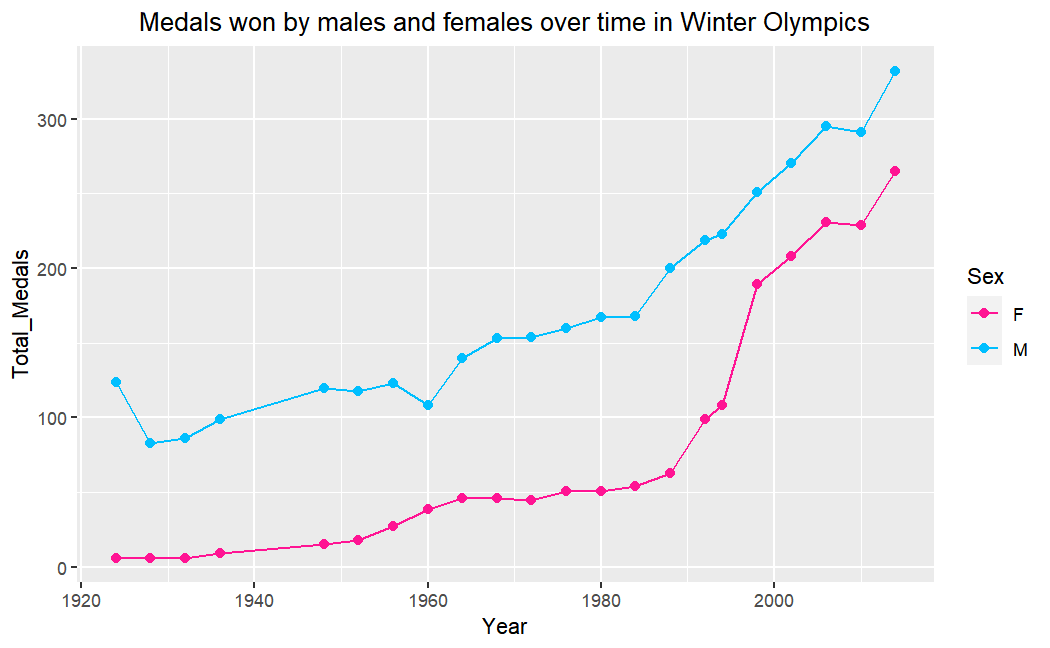 Medals won by males and females over time in Winter Olympics
300
200
100
0
Total_Medals
1920 1940 1960 1980 2000
Year
Sex
F
M